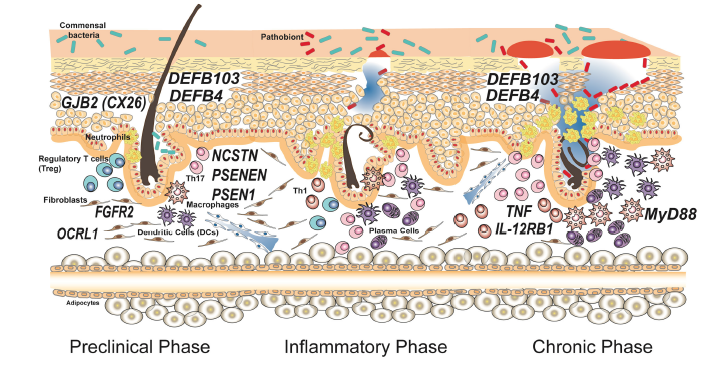 Commensal
bacteria
Pathobiont
DEFB103
DEFB4
DEFB103
DEFB4
GJB2 (CX26)
Neutrophils
Regulatory T cells
(Treg)
NCSTN
PSENEN
PSEN1
Th17
Th1
Fibroblasts
Macrophages
FGFR2
OCRL1
Dendritic Cells (DCs)
Plasma Cells
TNF
IL-12RB1
MyD88
Adipocytes
Preclinical Phase
Inflammatory Phase
Chronic Phase